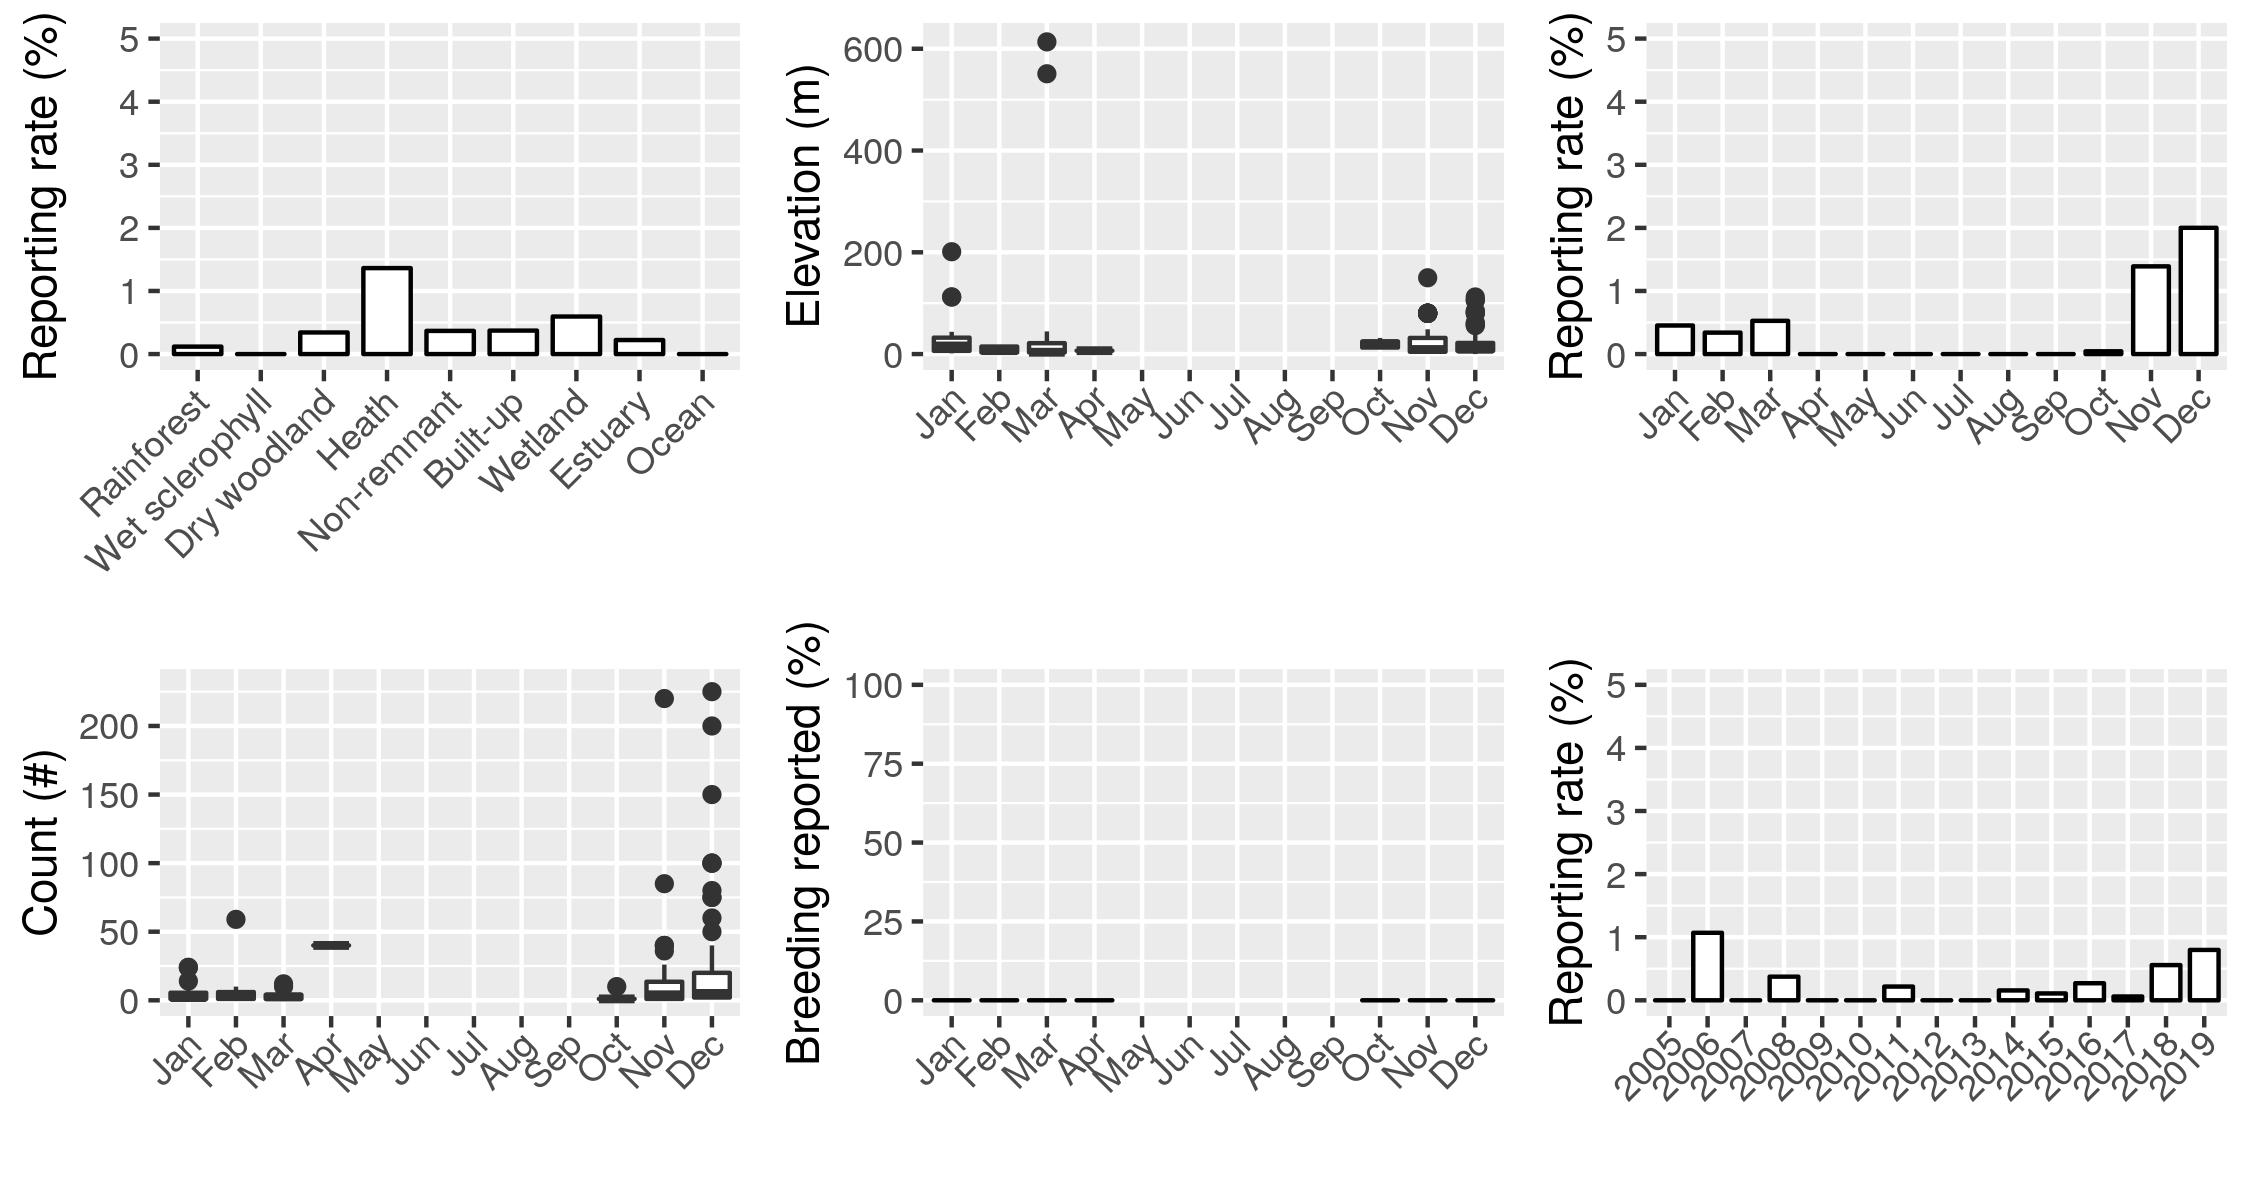 Reporting rate (%)
5
4
3
2
1
0
Rainforest
Wet sclerophyll
Dry woodland
Heath
Non-remnant
Built-up
Wetland
Estuary
Ocean
Elevation (m)
600
400
200
0
Jan
Feb
Mar
Apr
May
Jun
Jul
Aug
Sep
Oct
Nov
Dec
Reporting rate (%)
5
4
3
2
1
0
Jan
Feb
Mar
Apr
May
Jun
Jul
Aug
Sep
Oct
Nov
Dec
Count (#)
200
150
100
50
0
Jan
Feb
Mar
Apr
May
Jun
Jul
Aug
Sep
Oct
Nov
Dec
Breeding reported (%)
100
75
50
25
0
Jan
Feb
Mar
Apr
May
Jun
Jul
Aug
Sep
Oct
Nov
Dec
Reporting rate (%)
5
4
3
2
1
0
2005
2006
2007
2008
2009
2010
2011
2012
2013
2014
2015
2016
2017
2018
2019